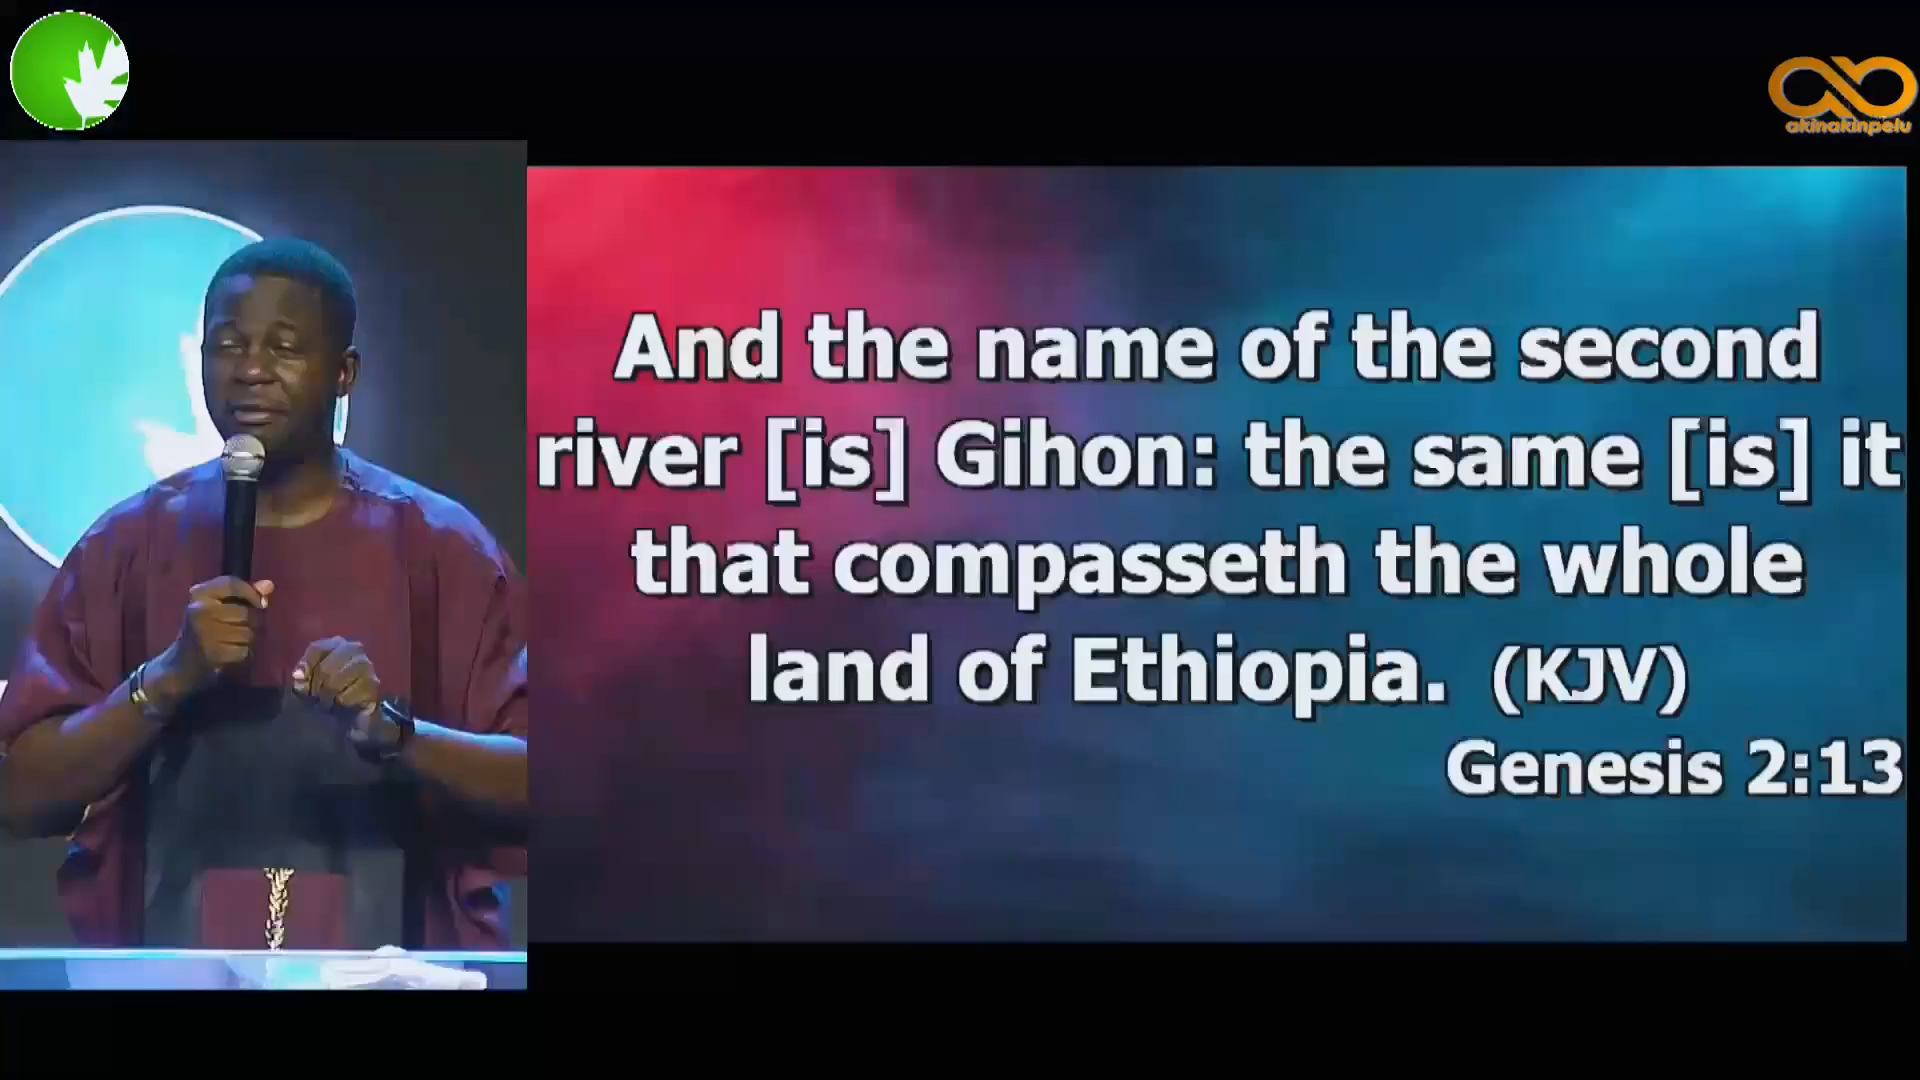 akinakinpelu
And the name of the second
river [is] Gihon: the same [is] it
that compasseth the whole
land of Ethiopia. (KJV)
Genesis 2:13